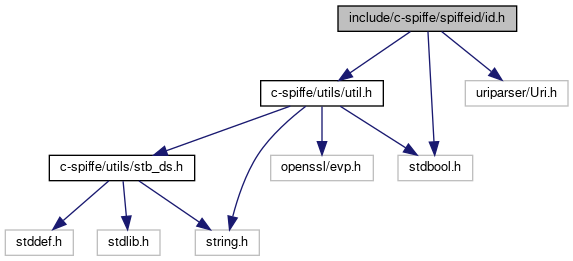 include/c-spiffe/spiffeid/id.h
c-spiffe/utils/util.h
uriparser/Uri.h
c-spiffe/utils/stb_ds.h
openssl/evp.h
stdbool.h
stddef.h
stdlib.h
string.h